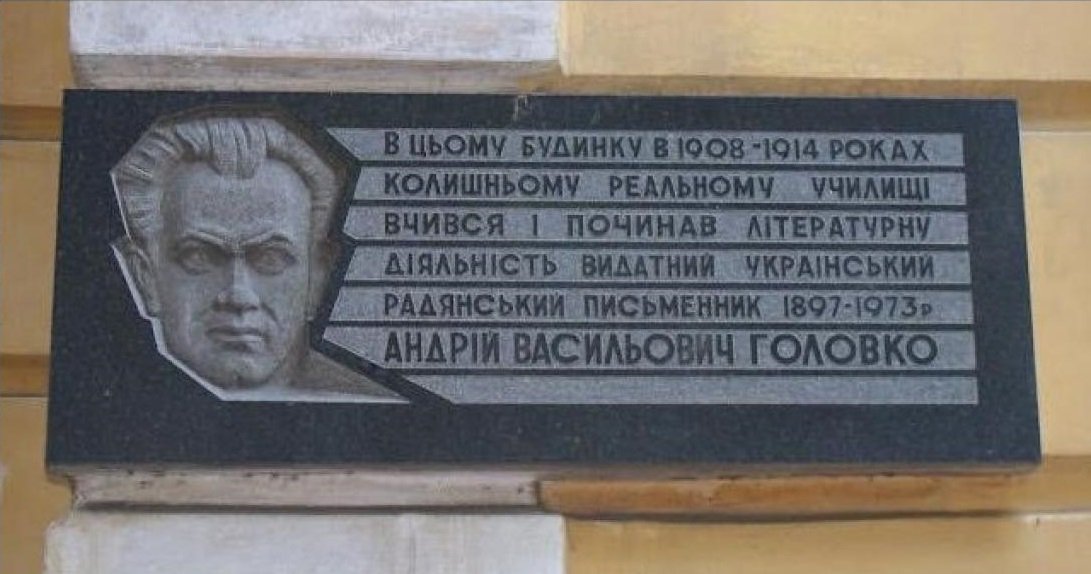 В ЦЬОМУ БУДИНКУ В 1908-1914 РОКАХ
КОЛИШНЬОМУ РЕАЛЬНОМУ УЧИЛИЩІ
ВЧИВСЯ І ПОЧИНАВ ЛІТЕРАТУРНУ
ДІЯЛЬНІСТЬ ВИДАТНИЙ УКРАЇНСЬКИЙ
РАДЯНСЬКИЙ ПИСЬМЕННИК 1897-1973р
АНДРІЙ ВАСИЛЬОВИЧ ГОЛОВКО